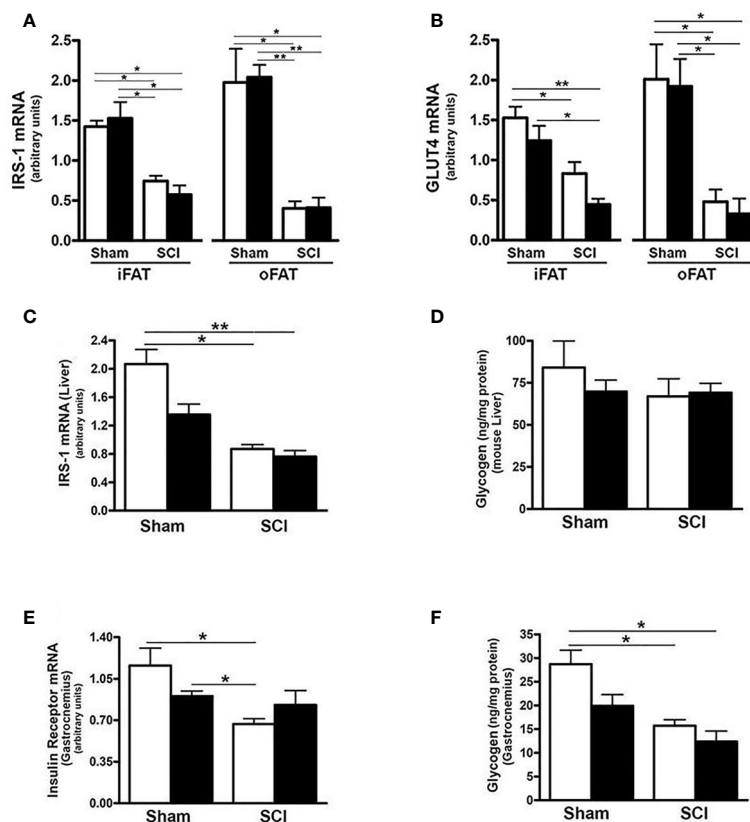 A
IRS-1 mRNA
(arbitrary units)
2.5
2.0
1.5
1.0
0.5
0.0
*
*
*
*
*
*
**
**
Sham SCI Sham SCI
iFAT oFAT
B
GLUT4 mRNA
(arbitrary units)
2.5
2.0
1.5
1.0
0.5
0.0
**
*
*
*
*
*
*
Sham SCI Sham SCI
iFAT oFAT
C
IRS-1 mRNA (Liver)
(arbitrary units)
2.4
2.0
1.6
1.2
0.8
0.4
0.0
**
*
Sham SCI
D
Glycogen (ng/mg protein)
(mouse Liver)
100
75
50
25
0
Sham SCI
E
Insulin Receptor mRNA
(Gastrocnemius)
(arbitrary units)
1.40
1.05
0.70
0.35
0.00
*
*
Sham SCI
F
Glycogen (ng/mg protein)
(Gastrocnemius)
35
30
25
20
15
10
5
0
*
*
Sham SCI